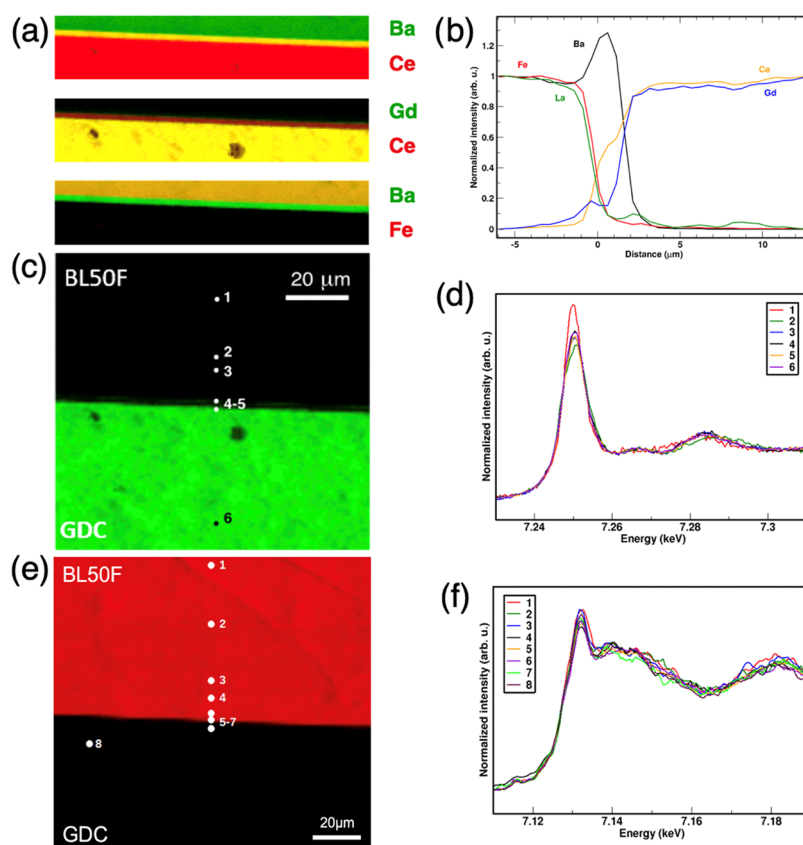 (a)
Ba
Ce
Gd
Ce
Ba
Fe
(b)
Normalized intensity (arb. u.)
1.2
1
0.8
0.6
0.4
0.2
0
Fe
La
Ba
Ce
Gd
-5
0
5
10
Distance (μm)
(c)
BL50F
20 μm
1
2
3
4-5
6
GDC
(d)
Normalized intensity (arb. u.)
1
2
3
4
5
6
7.24
7.26
7.28
7.3
Energy (keV)
(e)
BL50F
1
2
3
4
5-7
8
GDC
20μm
(f)
Normalized intensity (arb. u.)
1
2
3
4
5
6
7
8
7.12
7.14
7.16
7.18
Energy (keV)